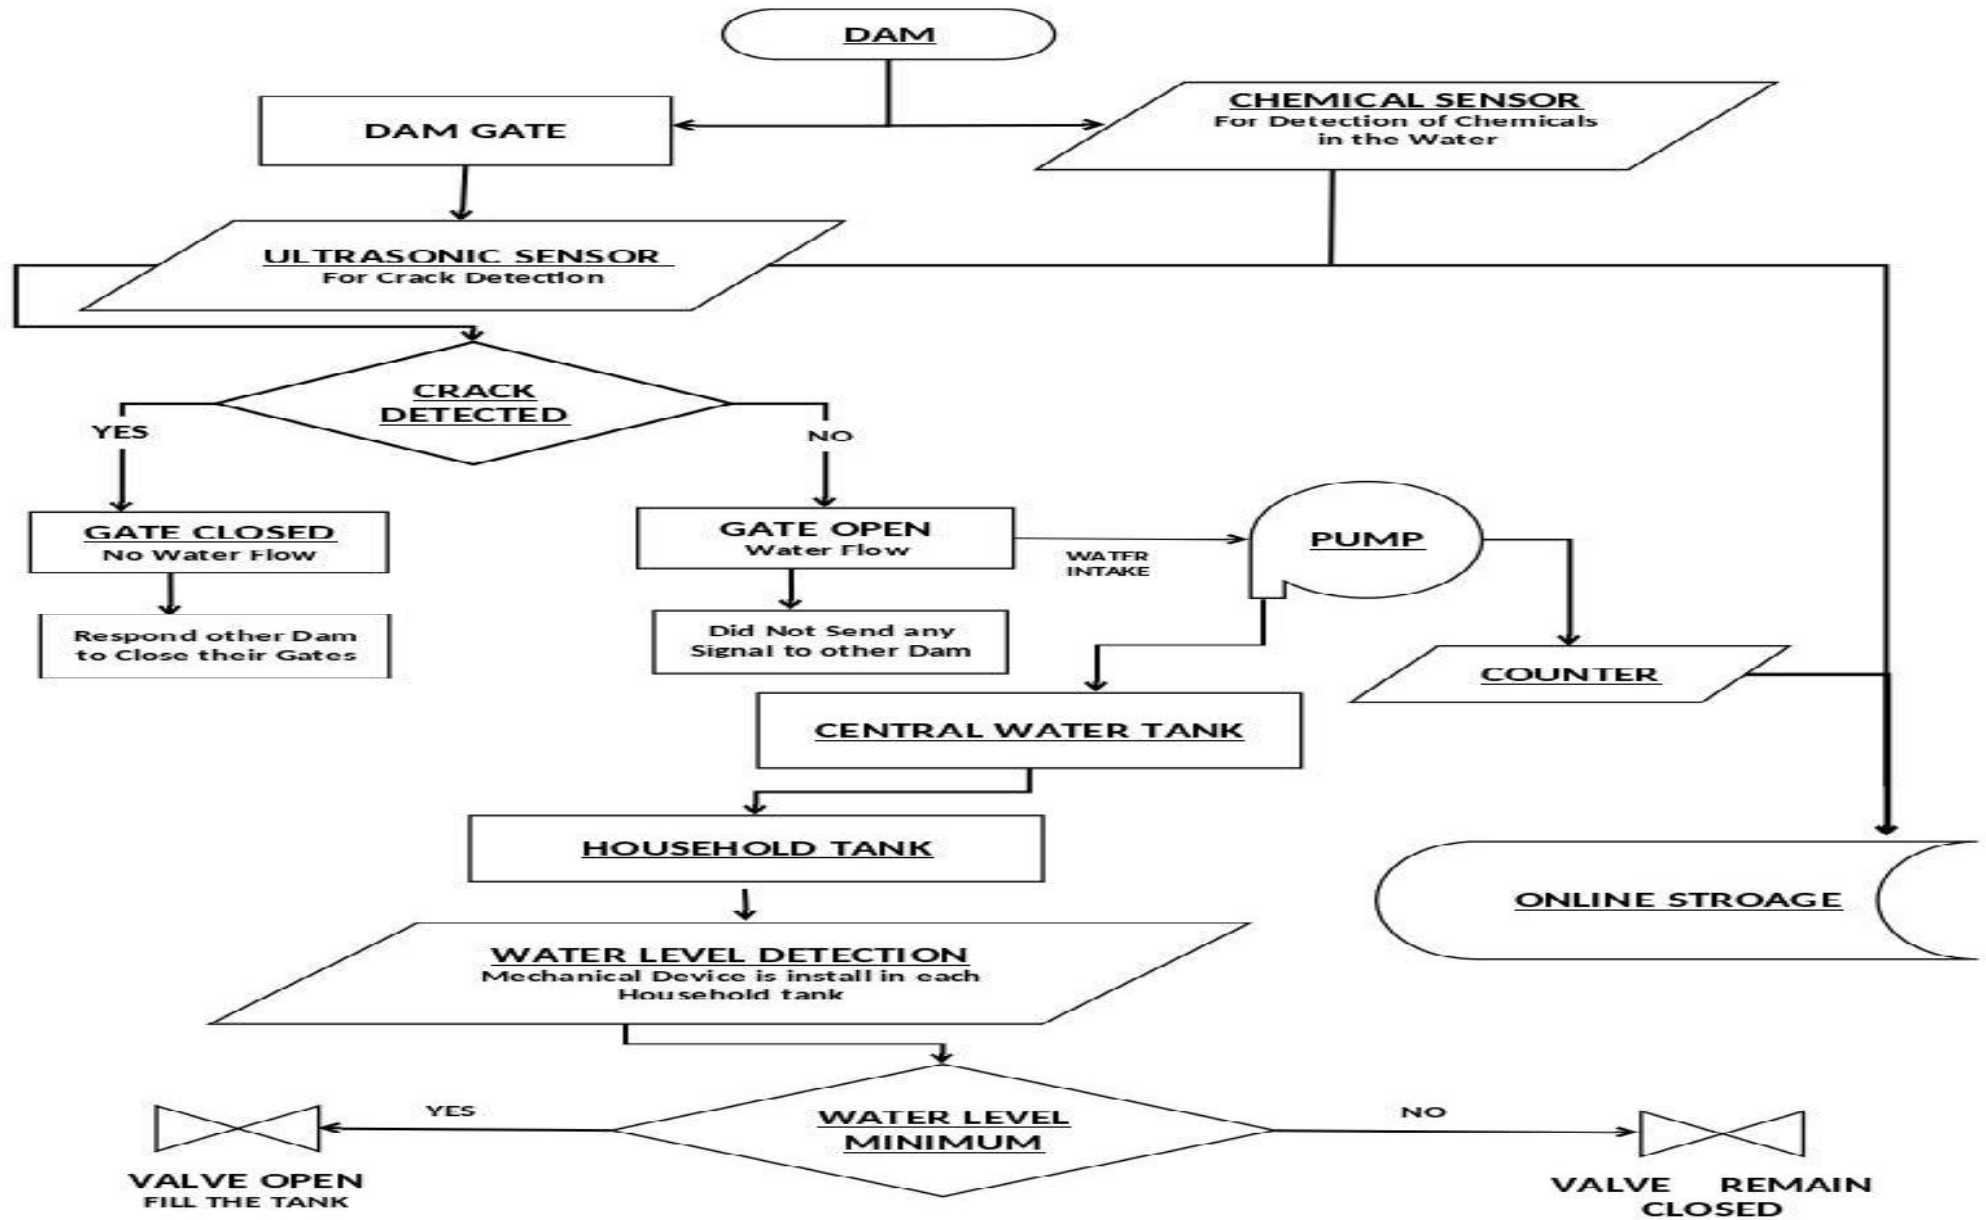 DAM
DAM GATE
CHEMICAL SENSOR
For Detection of Chemicals
in the Water
ULTRASONIC SENSOR
For Crack Detection
CRACK
DETECTED
YES
NO
GATE CLOSED
No Water Flow
GATE OPEN
Water Flow
WATER
INTAKE
PUMP
Respond other Dam
to Close their Gates
Did Not Send any
Signal to other Dam
COUNTER
CENTRAL WATER TANK
HOUSEHOLD TANK
ONLINE STROAGE
WATER LEVEL DETECTION
Mechanical Device is install in each
Household tank
WATER LEVEL
MINIMUM
YES
NO
VALVE OPEN
FILL THE TANK
VALVE REMAIN
CLOSED